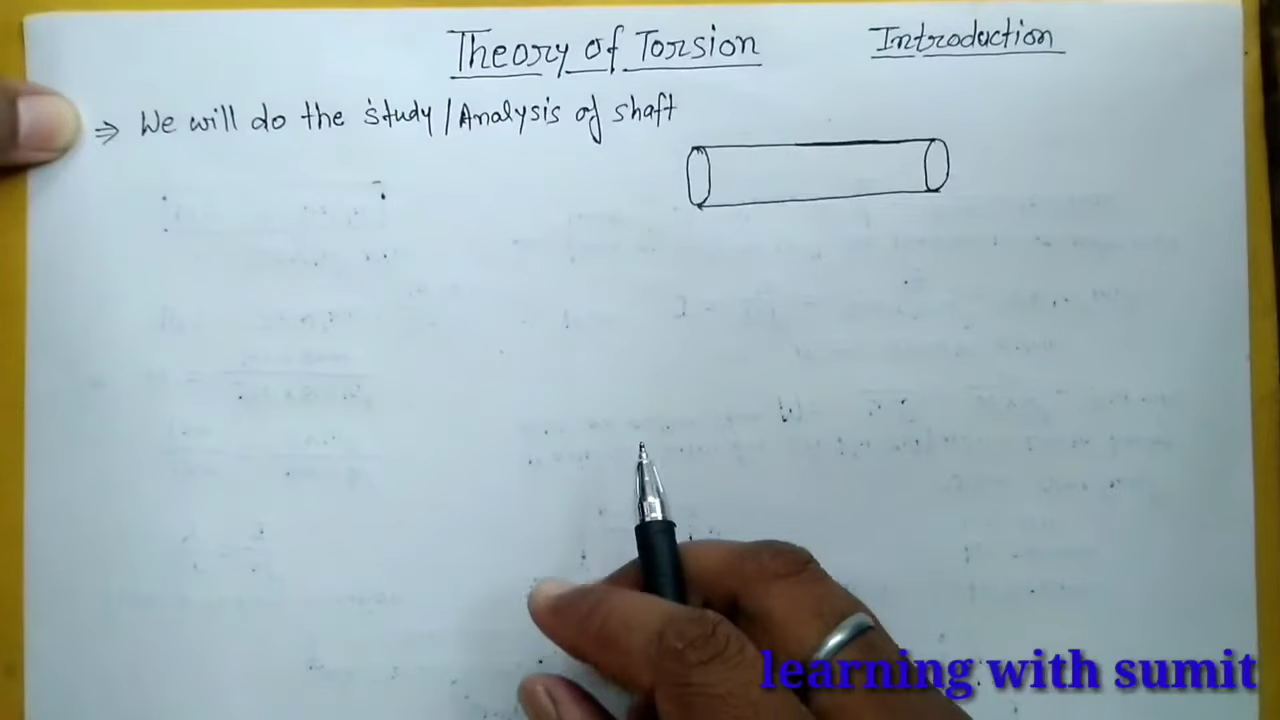 Theory of Torsion Introduction
⇒ We will do the study/Analysis of shaft
learning with sumit